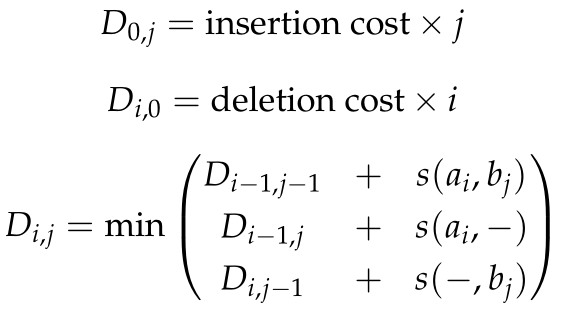 D_{0,j} = insertion cost × j
D_{i,0} = deletion cost × i
D_{i−1,j−1} + s(a_i, b_j)
D_{i,j} = min ( D_{i−1,j} + s(a_i, −) )
D_{i,j−1} + s(−, b_j)